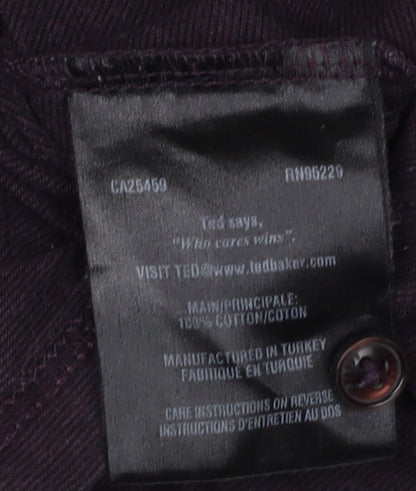 CA25459 RN95229
Ted says,
"Who cares wins".
VISIT TED@www.tedbaker.com
MAIN/PRINCIPALE:
100% COTTON/COTON
MANUFACTURED IN TURKEY
FABRIQUÉ EN TURQUIE
CARE INSTRUCTIONS ON REVERSE
INSTRUCTIONS D'ENTRETIEN AU DOS